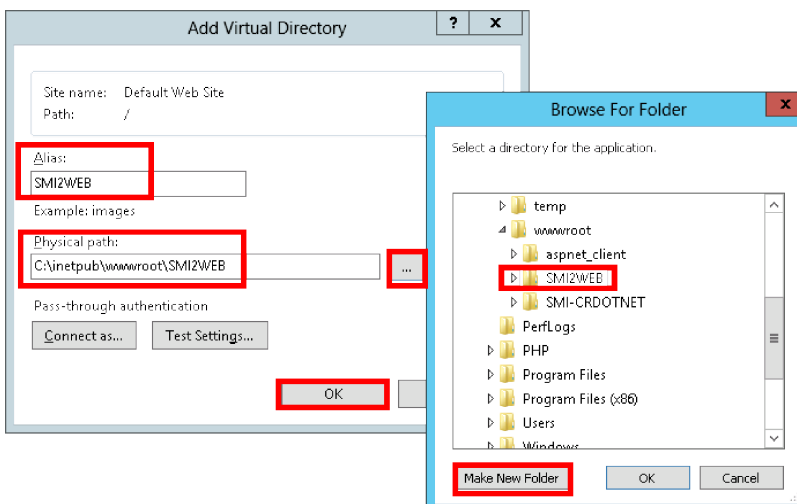 Add Virtual Directory
? x
Site name: Default Web Site
Path: /
Alias:
SMI2WEB
Example: images
Physical path:
C:\inetpub\wwwroot\SMI2WEB
...
Pass-through authentication
Connect as...
Test Settings...
OK
Browse For Folder
x
Select a directory for the application.
temp
wwwroot
aspnet_client
SMI2WEB
SMI-CRDOTNET
PerfLogs
PHP
Program Files
Program Files (x86)
Users
Windows
Make New Folder
OK
Cancel